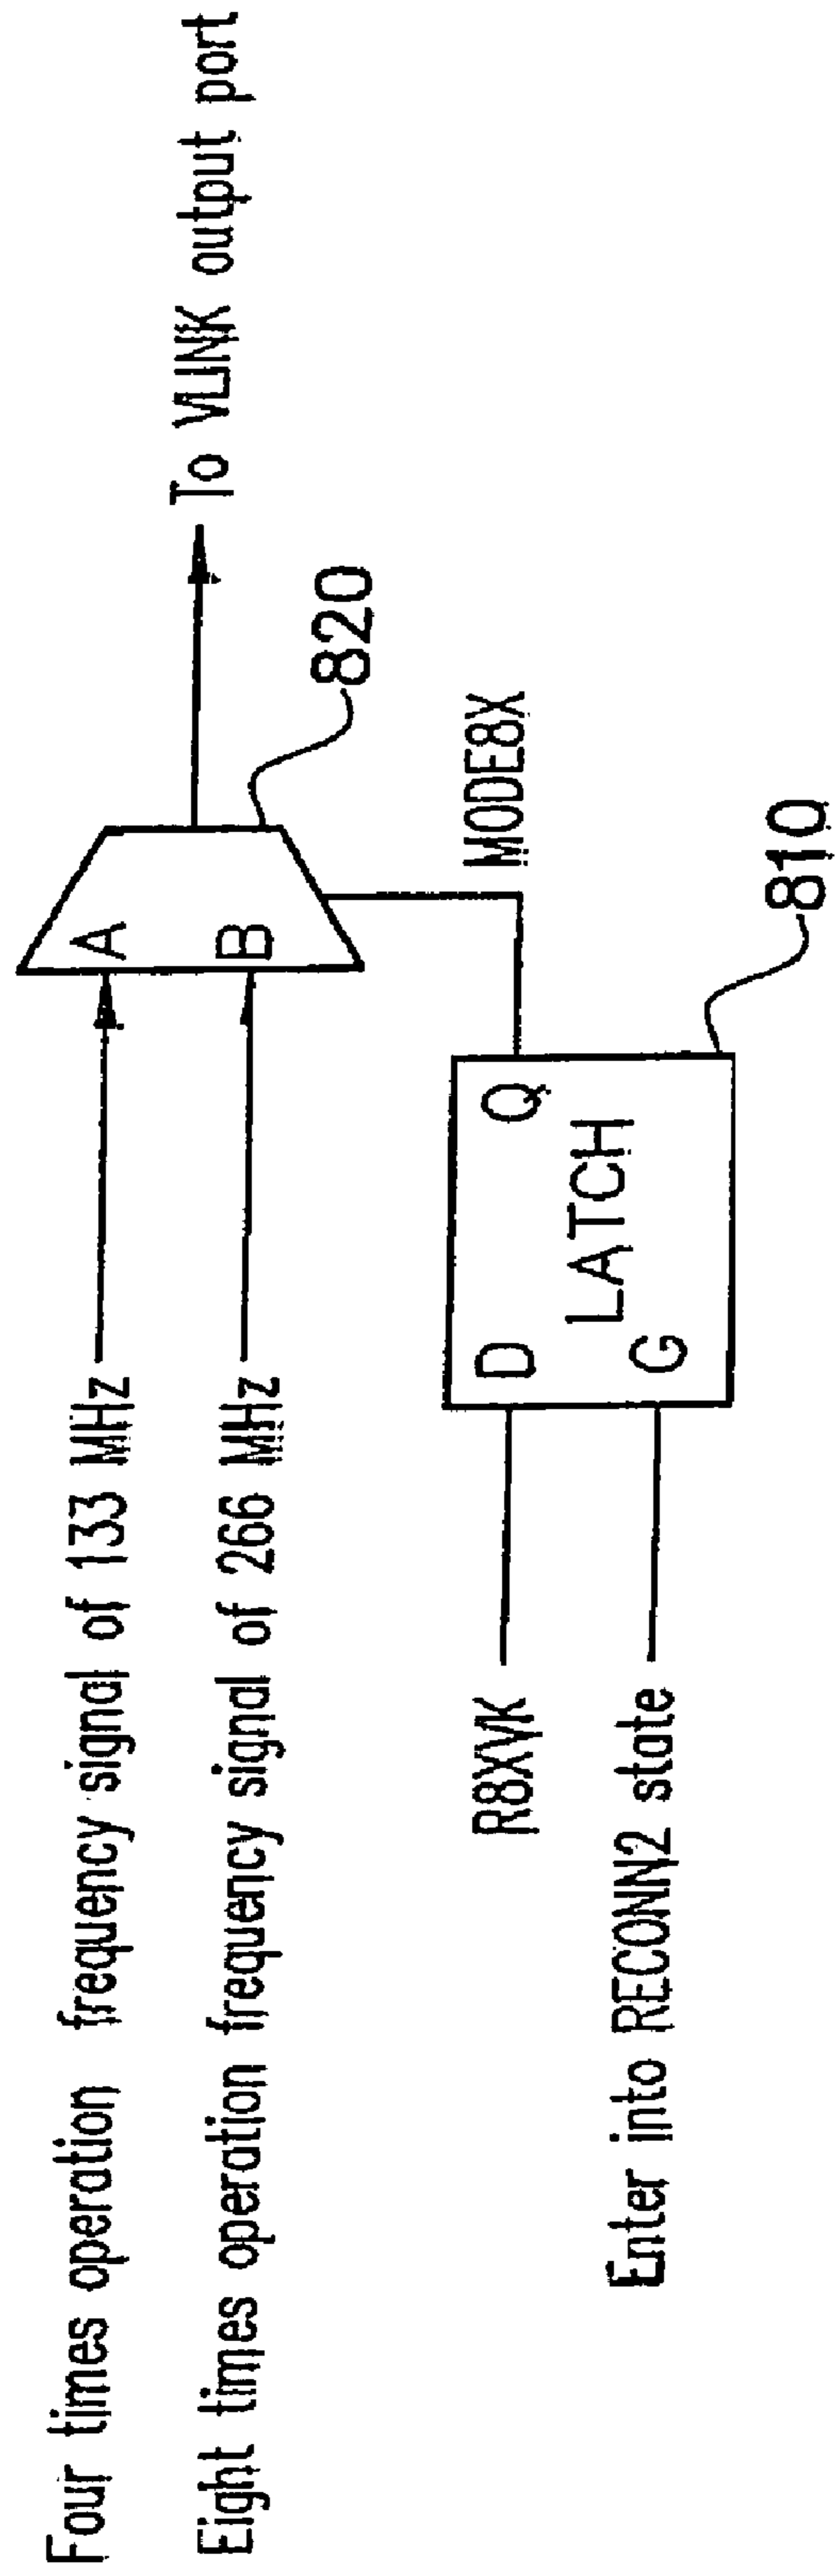 Four times operation frequency signal of 133 MHz
Eight times operation frequency signal of 266 MHz
A
B
To VLINK output port
820
MODE8X
R8XVK
Enter into RECONN2 state
D
Q
G
LATCH
810